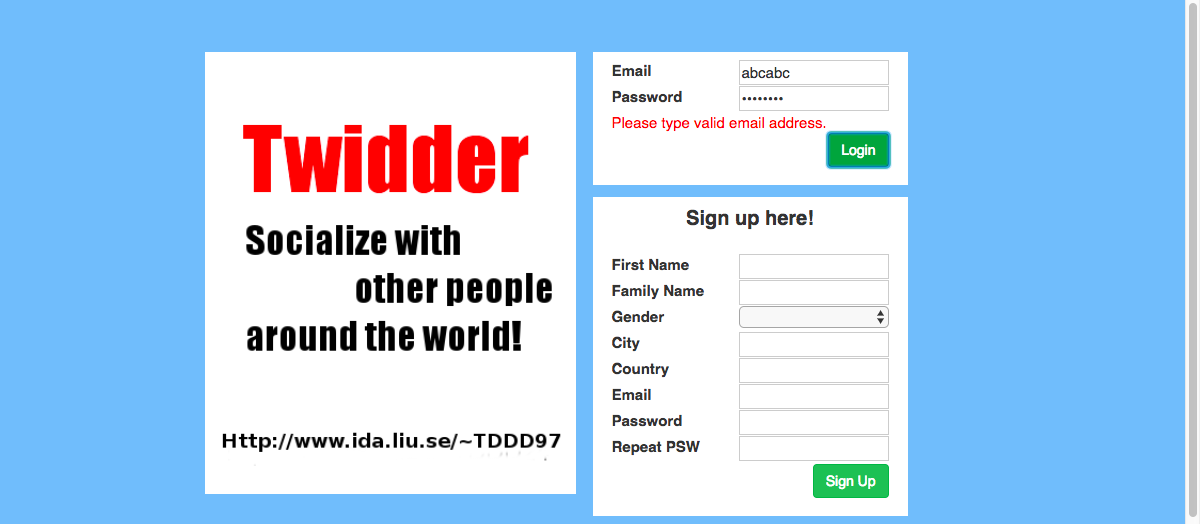 Twidder
Socialize with
other people
around the world!
Http://www.ida.liu.se/~TDDD97
Email abcabc
Password ••••••••
Please type valid email address.
Login
Sign up here!
First Name
Family Name
Gender
City
Country
Email
Password
Repeat PSW
Sign Up